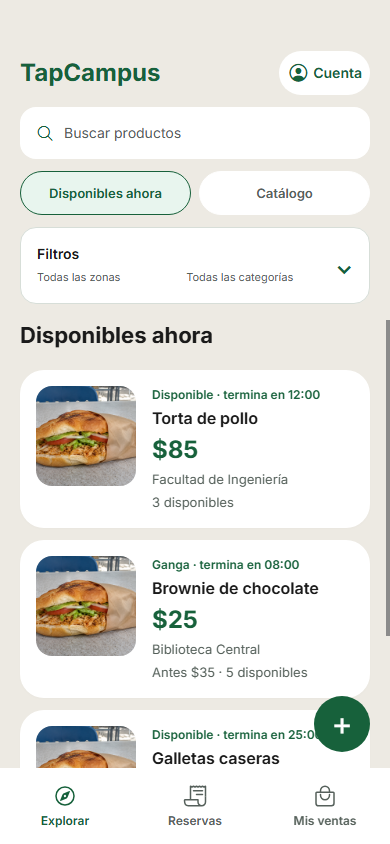 TapCampus
Cuenta
Buscar productos
Disponibles ahora
Catálogo
Filtros
Todas las zonas
Todas las categorías
Disponibles ahora
Disponible · termina en 12:00
Torta de pollo
$85
Facultad de Ingeniería
3 disponibles
Ganga · termina en 08:00
Brownie de chocolate
$25
Biblioteca Central
Antes $35 · 5 disponibles
Disponible · termina en 25:00
Galletas caseras
Explorar
Reservas
Mis ventas